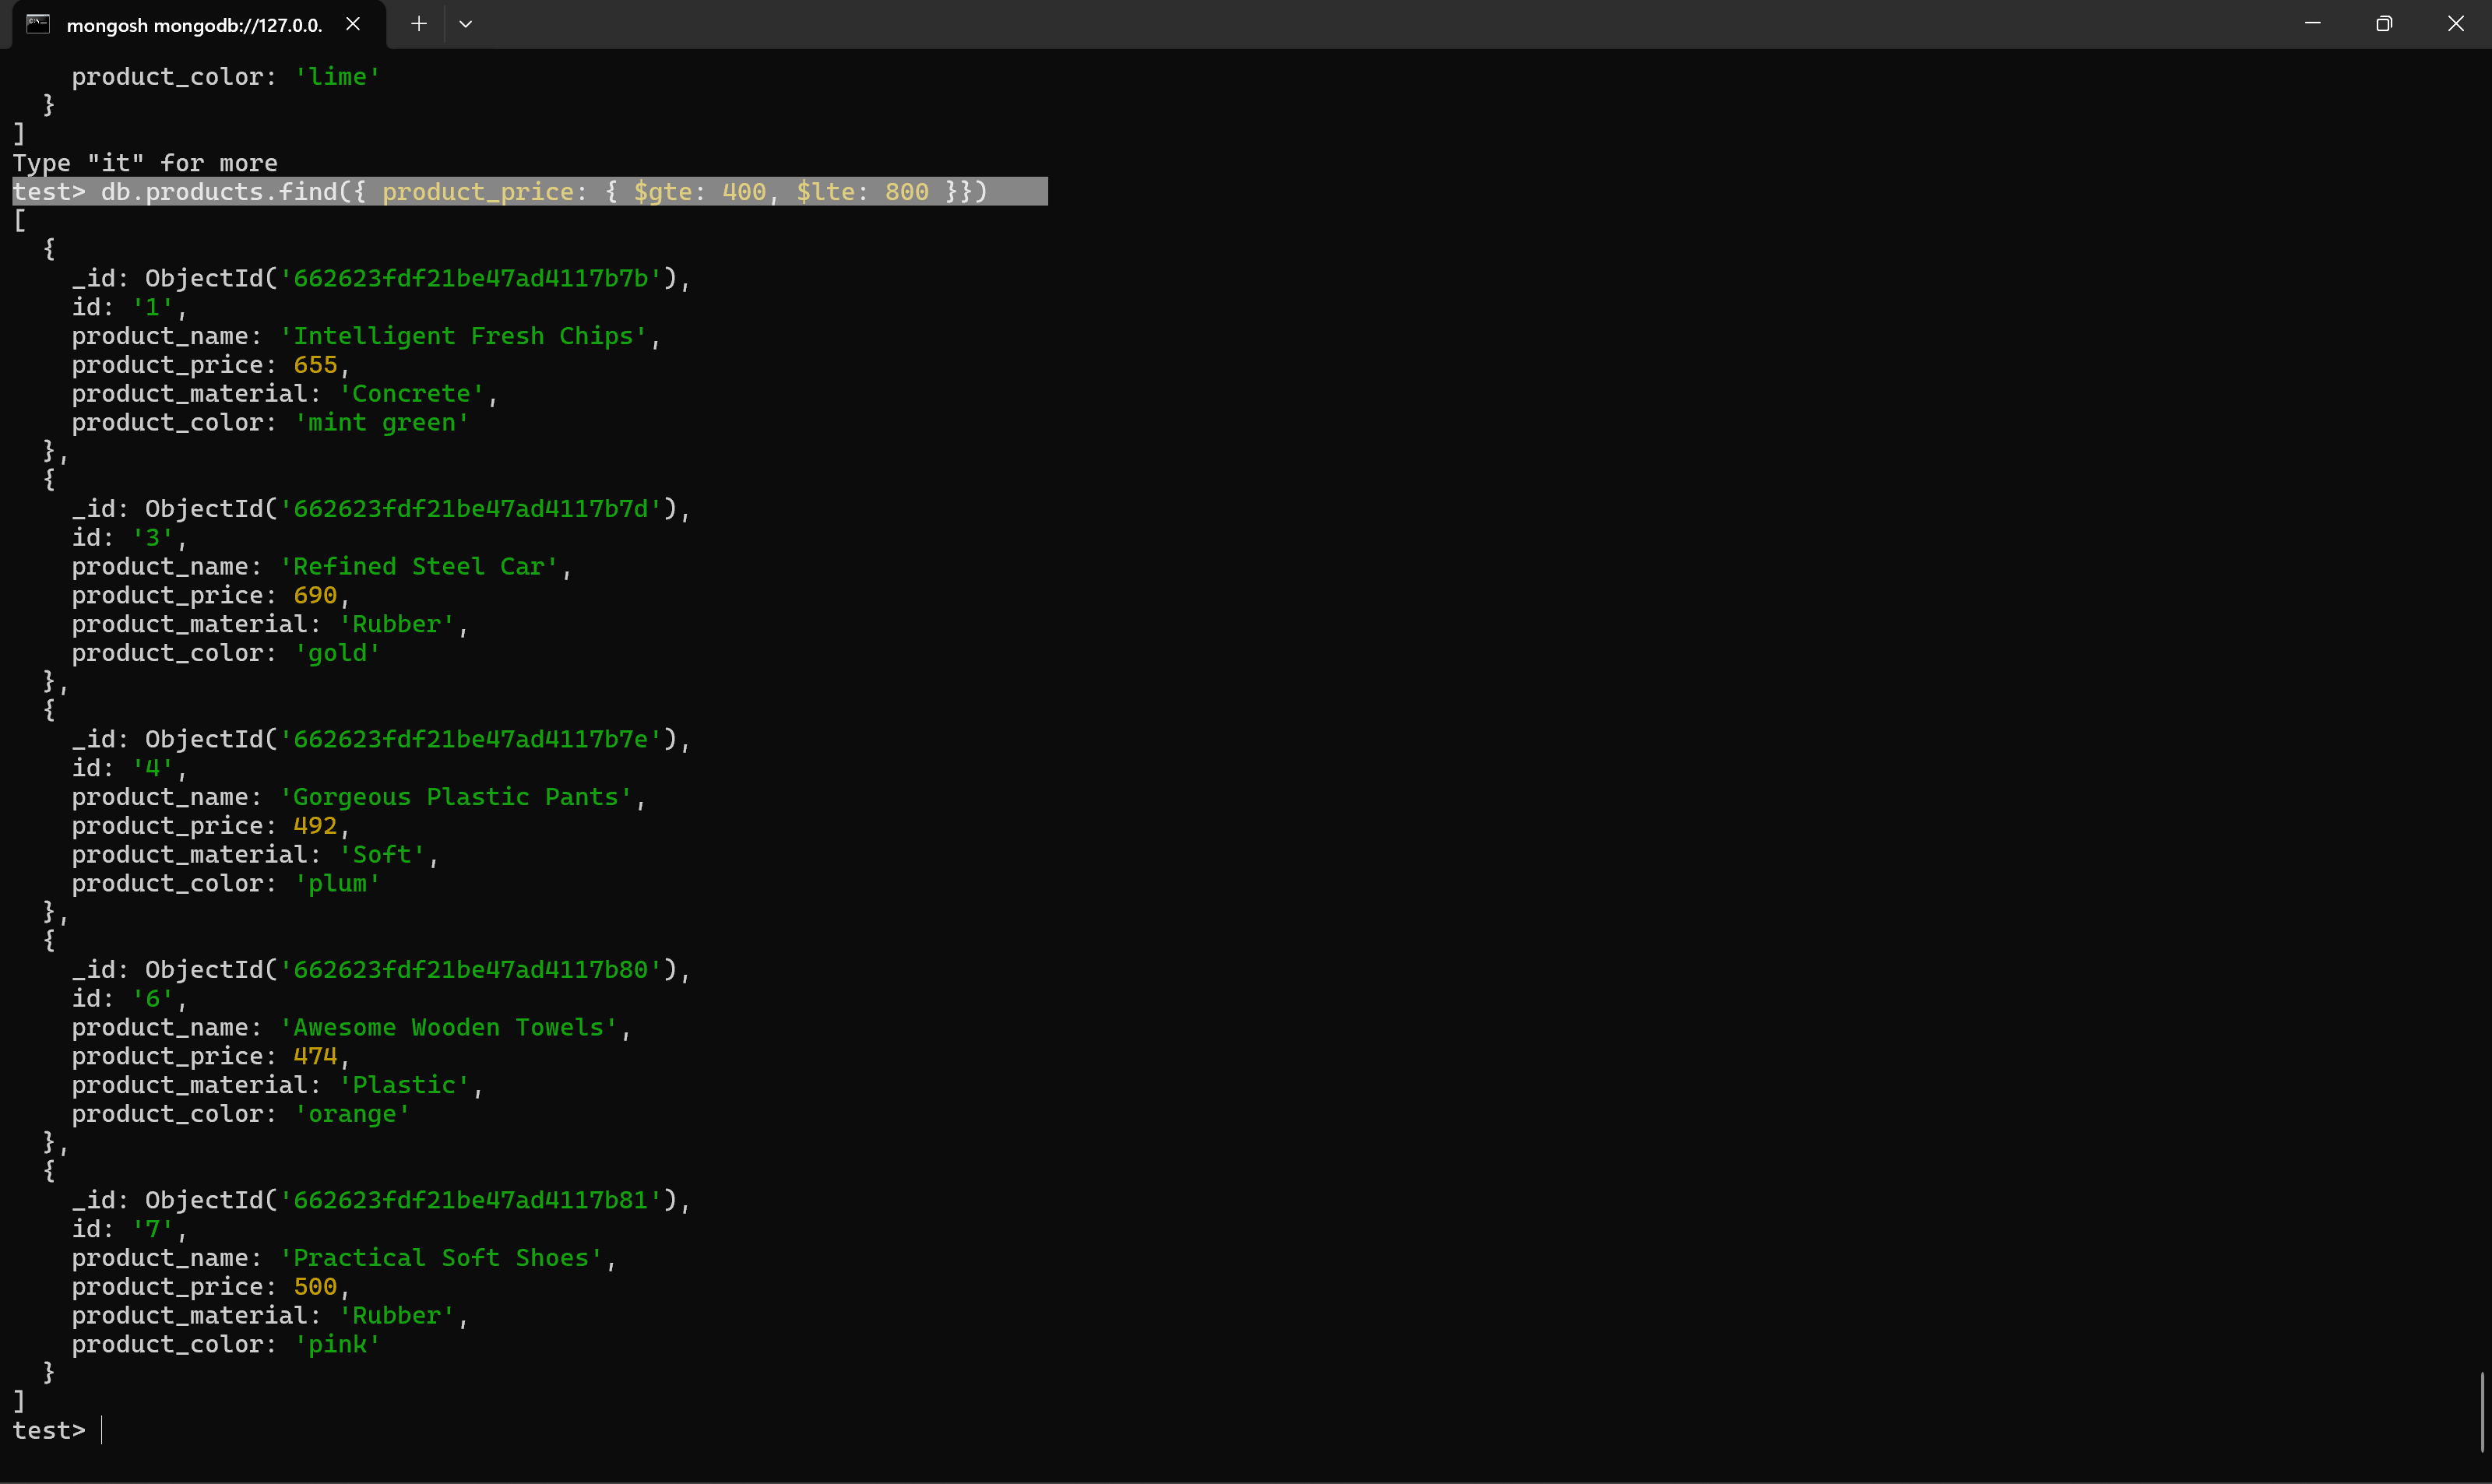 mongosh mongodb://127.0.0.
product_color: 'lime'
}
]
Type "it" for more
test> db.products.find({ product_price: { $gte: 400, $lte: 800 }})
[
{
_id: ObjectId('662623fdf21be47ad4117b7b'),
id: '1',
product_name: 'Intelligent Fresh Chips',
product_price: 655,
product_material: 'Concrete',
product_color: 'mint green'
},
{
_id: ObjectId('662623fdf21be47ad4117b7d'),
id: '3',
product_name: 'Refined Steel Car',
product_price: 690,
product_material: 'Rubber',
product_color: 'gold'
},
{
_id: ObjectId('662623fdf21be47ad4117b7e'),
id: '4',
product_name: 'Gorgeous Plastic Pants',
product_price: 492,
product_material: 'Soft',
product_color: 'plum'
},
{
_id: ObjectId('662623fdf21be47ad4117b80'),
id: '6',
product_name: 'Awesome Wooden Towels',
product_price: 474,
product_material: 'Plastic',
product_color: 'orange'
},
{
_id: ObjectId('662623fdf21be47ad4117b81'),
id: '7',
product_name: 'Practical Soft Shoes',
product_price: 500,
product_material: 'Rubber',
product_color: 'pink'
}
]
test>